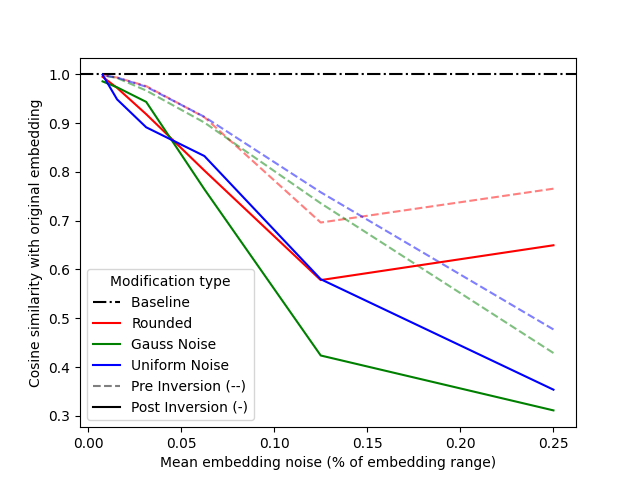 1.0
0.9
0.8
0.7
0.6
0.5
0.4
0.3
Cosine similarity with original embedding
Modification type
Baseline
Rounded
Gauss Noise
Uniform Noise
Pre Inversion (--)
Post Inversion (-)
0.00 0.05 0.10 0.15 0.20 0.25
Mean embedding noise (% of embedding range)